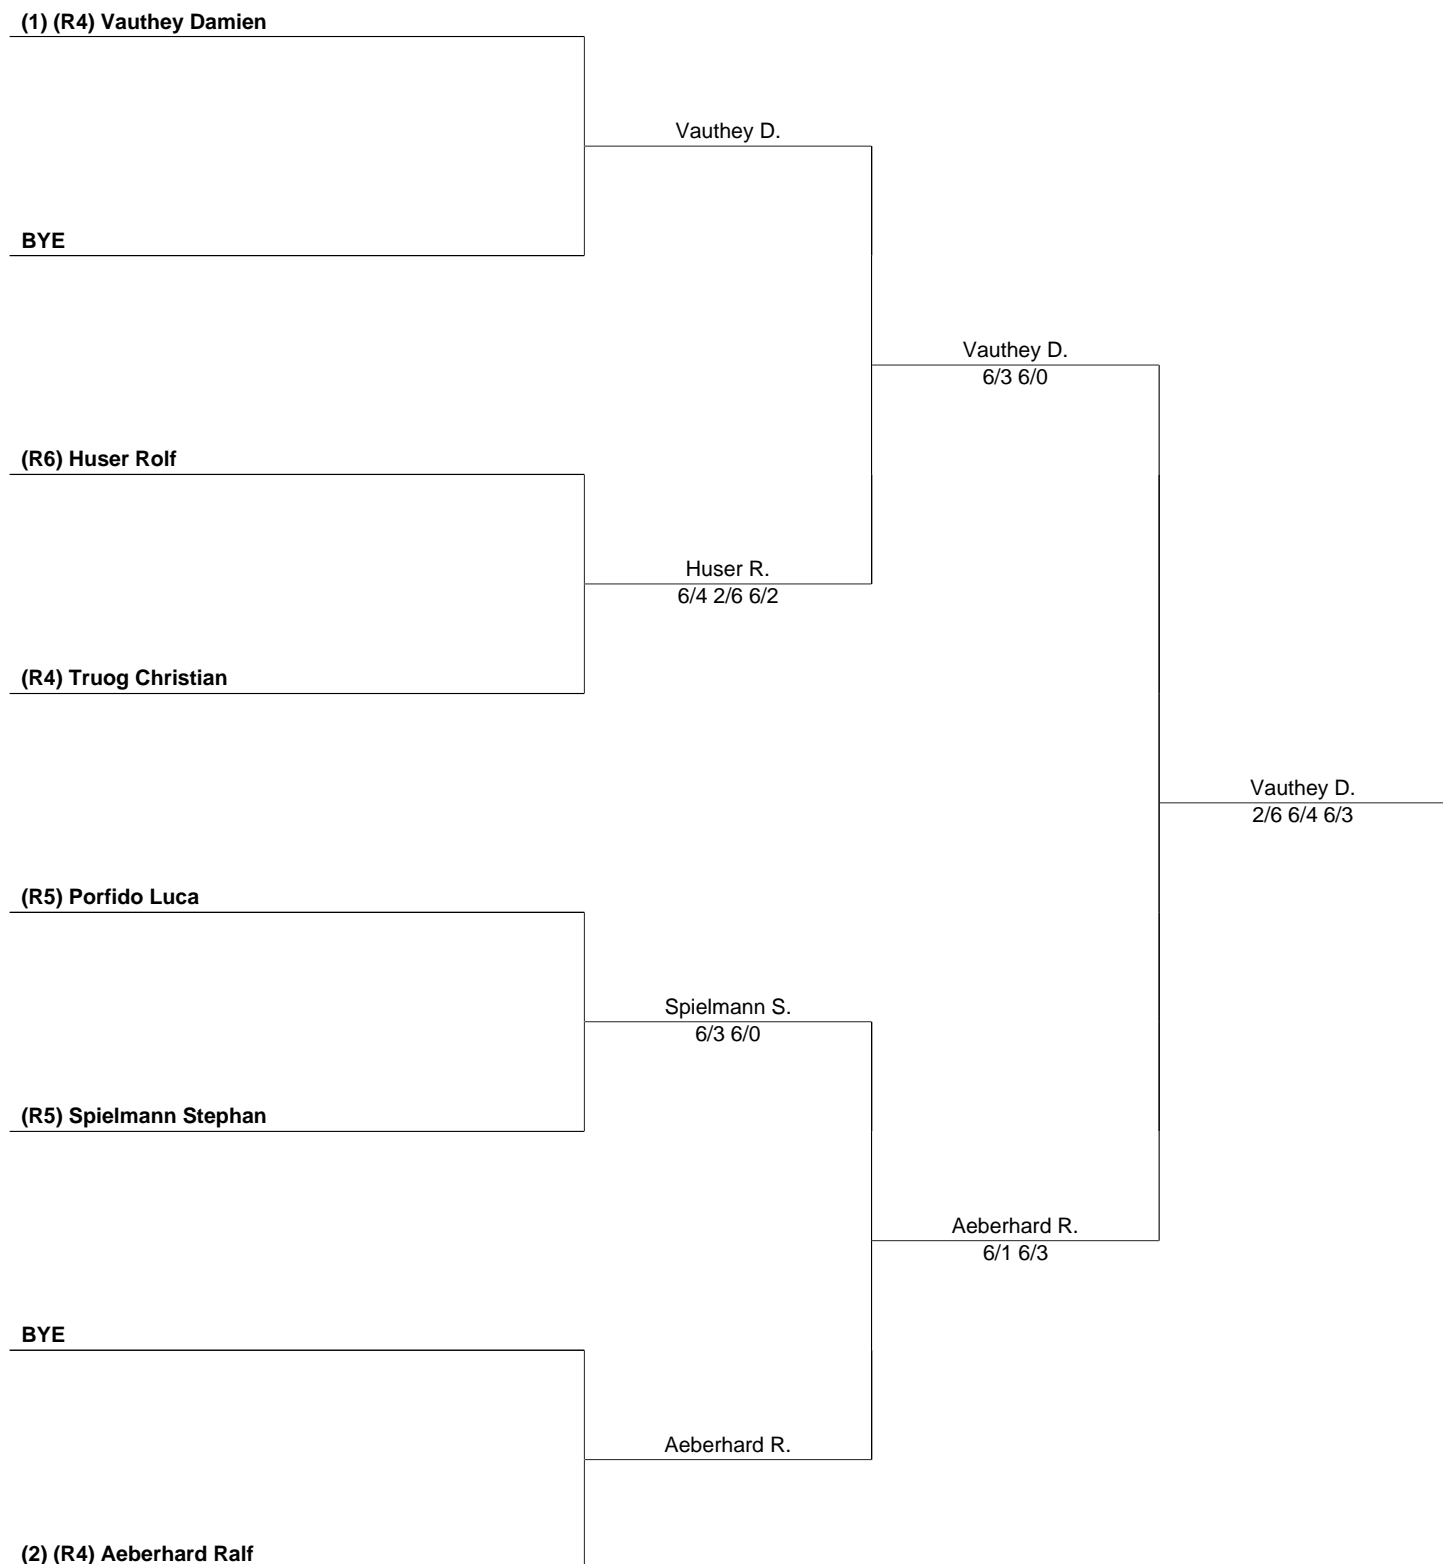 (1) (R4) Vauthey Damien
Vauthey D.
BYE
Vauthey D.
6/3 6/0
(R6) Huser Rolf
Huser R.
6/4 2/6 6/2
(R4) Truog Christian
Vauthey D.
2/6 6/4 6/3
(R5) Porfido Luca
Spielmann S.
6/3 6/0
(R5) Spielmann Stephan
Aeberhard R.
6/1 6/3
BYE
Aeberhard R.
(2) (R4) Aeberhard Ralf